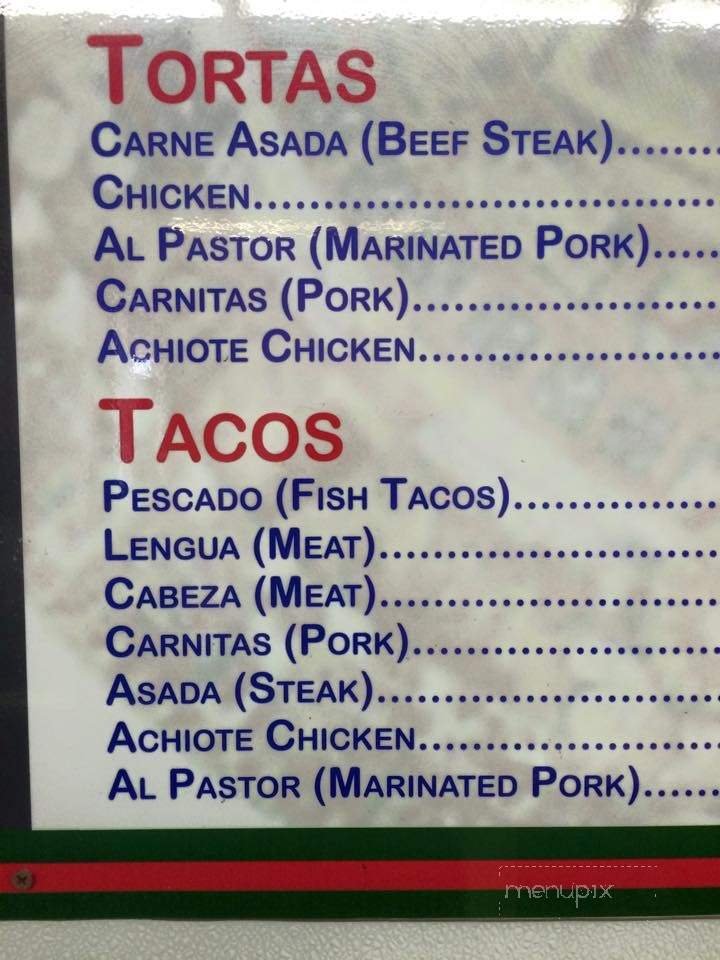 TORTAS
CARNE ASADA (BEEF STEAK)........
CHICKEN..................................
AL PASTOR (MARINATED PORK).....
CARNITAS (PORK).......................
ACHIOTE CHICKEN......................
TACOS
PESCADO (FISH TACOS)...............
LENGUA (MEAT).........................
CABEZA (MEAT).........................
CARNITAS (PORK).......................
ASADA (STEAK).........................
ACHIOTE CHICKEN......................
AL PASTOR (MARINATED PORK)......
menupix